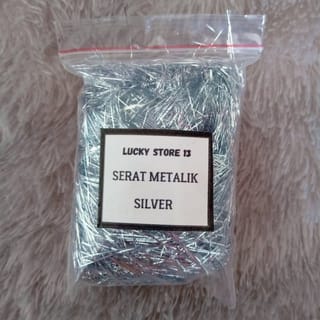 LUCKY STORE 13
SERAT METALIK
SILVER